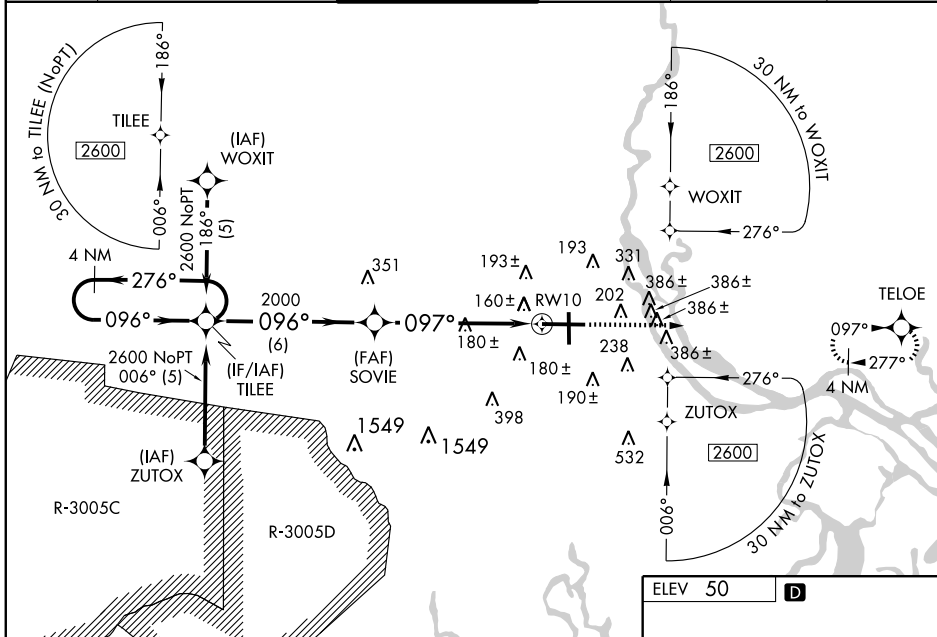 30 NM to TILEE (NoPT)
186°
TILEE
2600
006°
(IAF)
WOXIT
2600 NoPT
186°
(5)
4 NM
276°
096°
2600 NoPT
006° (5)
(IF/IAF)
TILEE
2000
096°
(6)
351
(FAF)
SOVIE
097°
180±
193±
160±
RW10
180±
193
331
202
386±
386±
386±
386±
238
190±
398
1549
1549
532
(IAF)
ZUTOX
R-3005C
R-3005D
186°
30 NM to WOXIT
2600
WOXIT
276°
TELOE
097°
277°
4 NM
276°
ZUTOX
2600
006°
30 NM to ZUTOX
ELEV 50
D